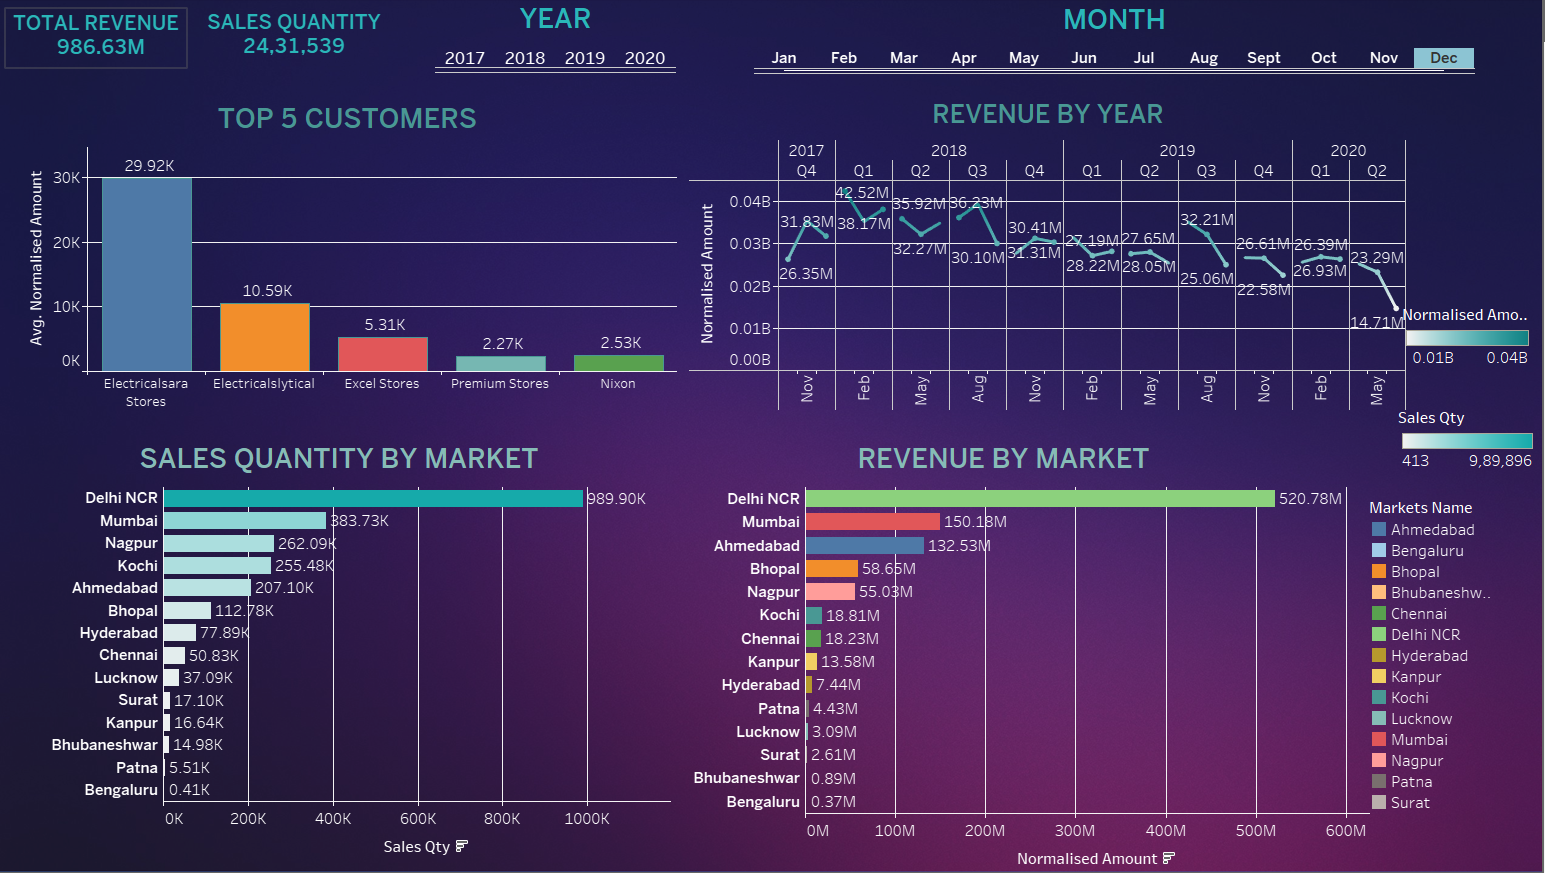 TOTAL REVENUE
986.63M
SALES QUANTITY
24,31,539
YEAR
2017 2018 2019 2020
MONTH
Jan Feb Mar Apr May Jun Jul Aug Sept Oct Nov Dec
TOP 5 CUSTOMERS
Avg. Normalised Amount
30K
20K
10K
0K
29.92K
10.59K
5.31K
2.27K
2.53K
Electricalsara
Stores
Electricalslytical
Excel Stores
Premium Stores
Nixon
REVENUE BY YEAR
2017 2018 2019 2020
Q4 Q1 Q2 Q3 Q4 Q1 Q2 Q3 Q4 Q1 Q2
Normalised Amount
0.04B
0.03B
0.02B
0.01B
0.00B
31.83M
26.35M
42.52M
38.17M
35.92M
32.27M
36.23M
30.10M
30.41M
31.31M
27.19M
28.22M
27.65M
28.05M
32.21M
25.06M
26.61M
22.58M
26.39M
26.93M
23.29M
14.71M
Nov Feb May Aug Nov Feb May Aug Nov Feb May
Normalised Amo..
0.01B 0.04B
Sales Qty
413 9,89,896
SALES QUANTITY BY MARKET
Delhi NCR 989.90K
Mumbai 383.73K
Nagpur 262.09K
Kochi 255.48K
Ahmedabad 207.10K
Bhopal 112.78K
Hyderabad 77.89K
Chennai 50.83K
Lucknow 37.09K
Surat 17.10K
Kanpur 16.64K
Bhubaneshwar 14.98K
Patna 5.51K
Bengaluru 0.41K
0K 200K 400K 600K 800K 1000K
Sales Qty
REVENUE BY MARKET
Delhi NCR 520.78M
Mumbai 150.18M
Ahmedabad 132.53M
Bhopal 58.65M
Nagpur 55.03M
Kochi 18.81M
Chennai 18.23M
Kanpur 13.58M
Hyderabad 7.44M
Patna 4.43M
Lucknow 3.09M
Surat 2.61M
Bhubaneshwar 0.89M
Bengaluru 0.37M
0M 100M 200M 300M 400M 500M 600M
Normalised Amount
Markets Name
Ahmedabad
Bengaluru
Bhopal
Bhubaneshw..
Chennai
Delhi NCR
Hyderabad
Kanpur
Kochi
Lucknow
Mumbai
Nagpur
Patna
Surat